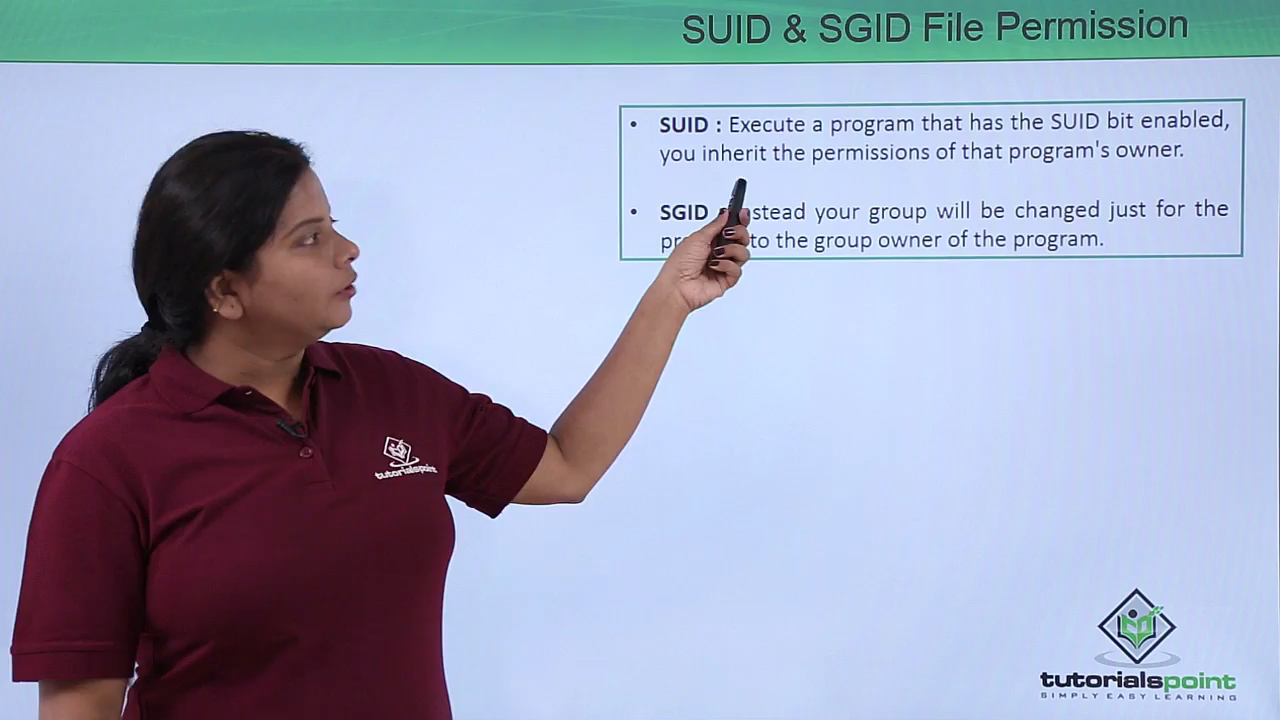 SUID & SGID File Permission
• SUID : Execute a program that has the SUID bit enabled,
you inherit the permissions of that program's owner.
• SGID your group will be changed just for the
to the group owner of the program.
tutorialspoint
tutorialspoint
SIMPLY EASY LEARNING